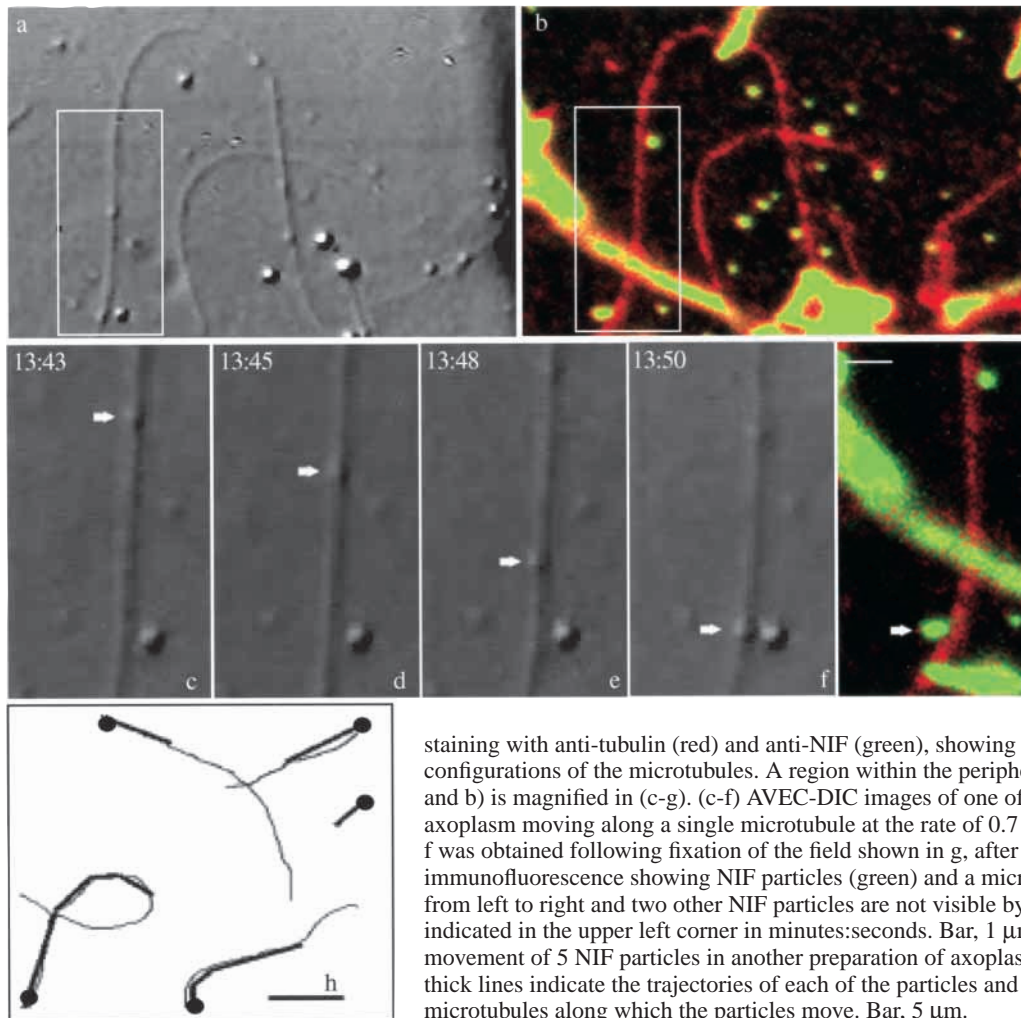 a
b
13:43
13:45
13:48
13:50
c
d
e
f
h
staining with anti-tubulin (red) and anti-NIF (green), showing
configurations of the microtubules. A region within the periphe
and b) is magnified in (c-g). (c-f) AVEC-DIC images of one of
axoplasm moving along a single microtubule at the rate of 0.7
f was obtained following fixation of the field shown in g, after
immunofluorescence showing NIF particles (green) and a micr
from left to right and two other NIF particles are not visible by
indicated in the upper left corner in minutes:seconds. Bar, 1 μm
movement of 5 NIF particles in another preparation of axoplas
thick lines indicate the trajectories of each of the particles and
microtubules along which the particles move. Bar, 5 μm.